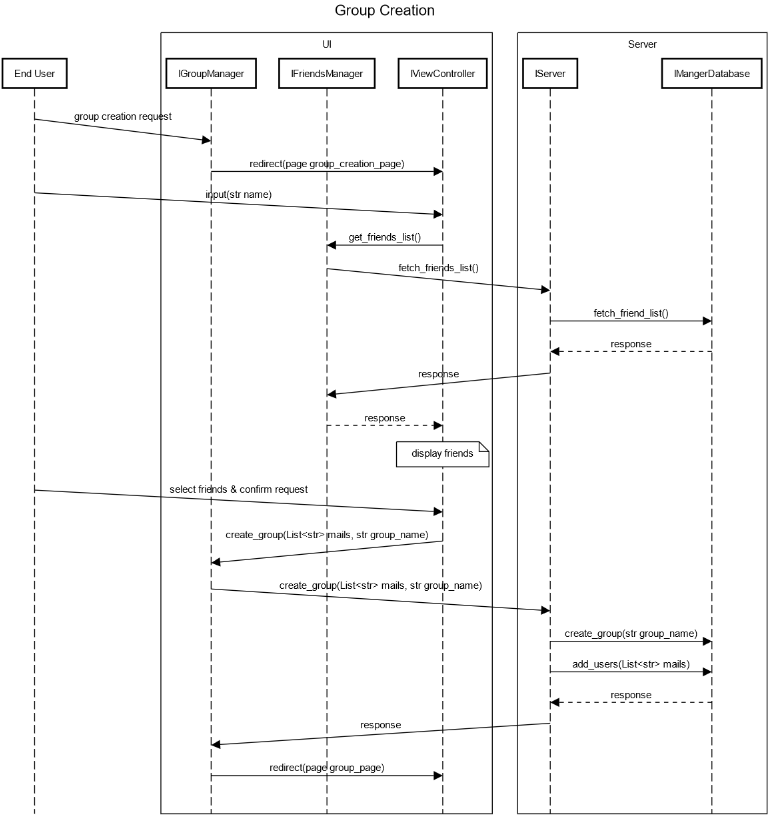 Group Creation
UI
Server
End User
IGroupManager
IFriendsManager
IViewController
IServer
IMangerDatabase
group creation request
redirect(page group_creation_page)
input(str name)
get_friends_list()
fetch_friends_list()
fetch_friend_list()
response
response
response
display friends
select friends & confirm request
create_group(List<str> mails, str group_name)
create_group(List<str> mails, str group_name)
create_group(str group_name)
add_users(List<str> mails)
response
response
redirect(page group_page)